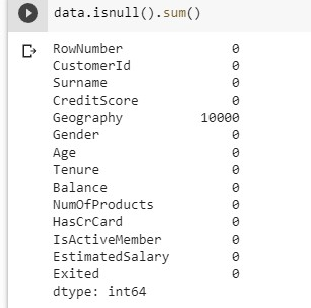 data.isnull().sum()
RowNumber 0
CustomerId 0
Surname 0
CreditScore 0
Geography 10000
Gender 0
Age 0
Tenure 0
Balance 0
NumOfProducts 0
HasCrCard 0
IsActiveMember 0
EstimatedSalary 0
Exited 0
dtype: int64